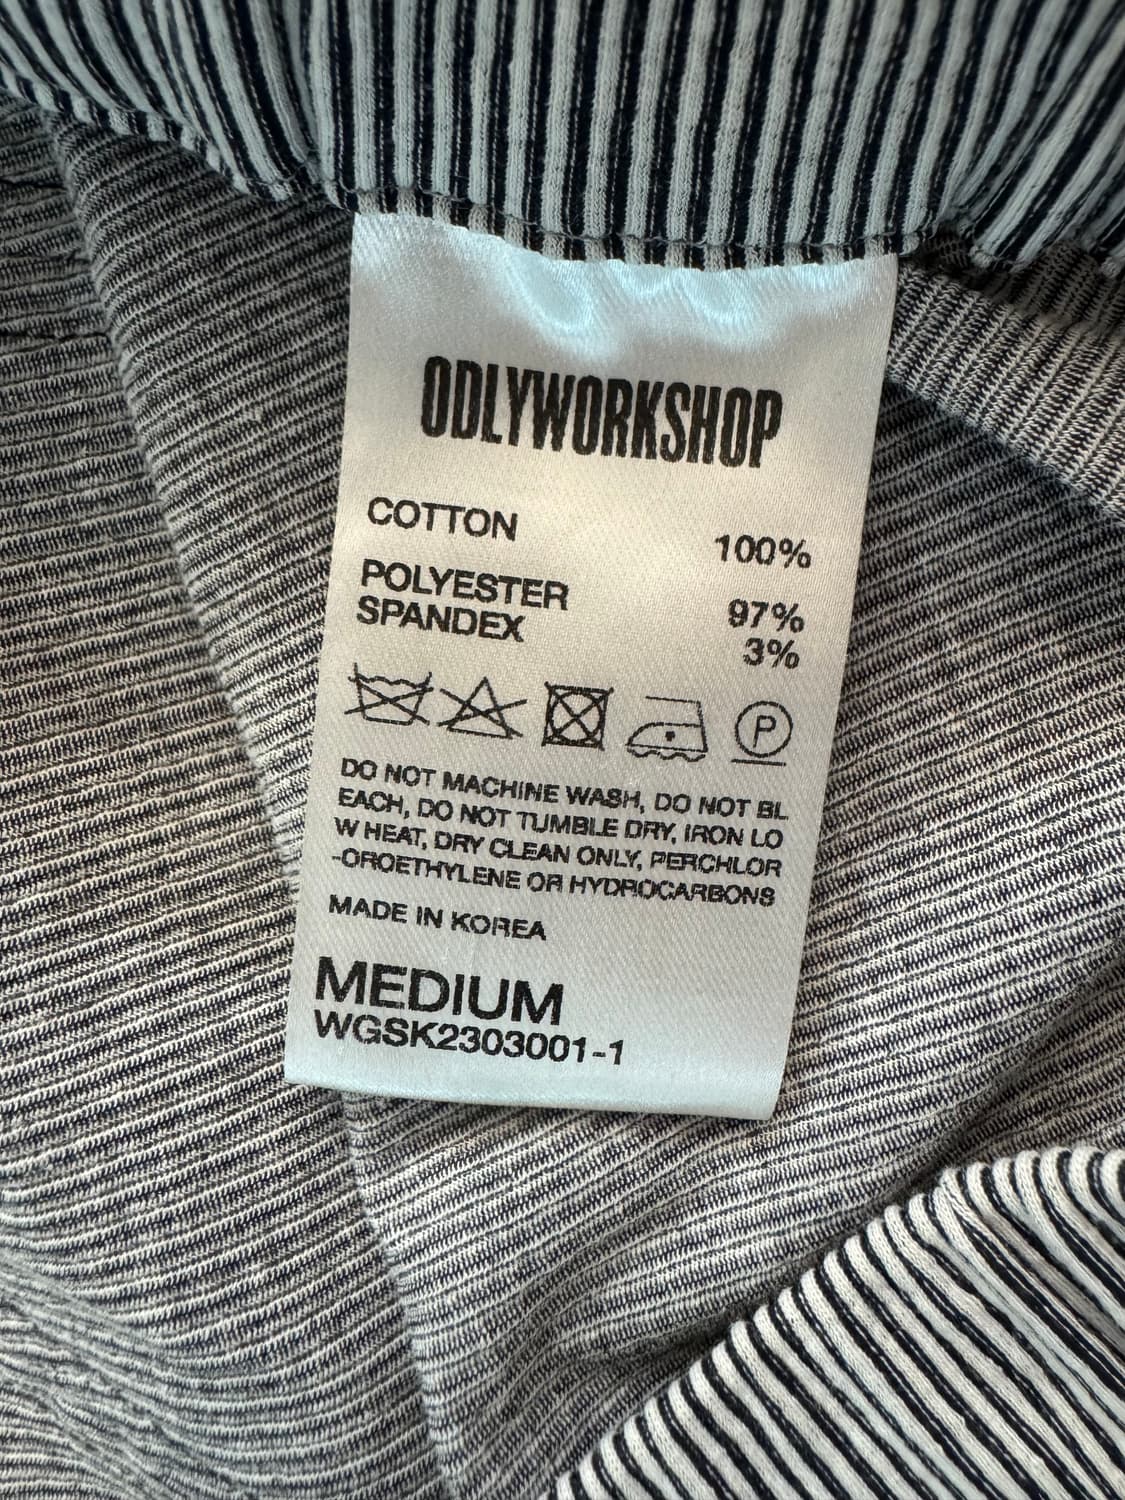 ODLYWORKSHOP
COTTON 100%
POLYESTER 97%
SPANDEX 3%
P
DO NOT MACHINE WASH, DO NOT BL
EACH, DO NOT TUMBLE DRY, IRON LO
W HEAT, DRY CLEAN ONLY, PERCHLOR
-OROETHYLENE OR HYDROCARBONS
MADE IN KOREA
MEDIUM
WGSK2303001-1